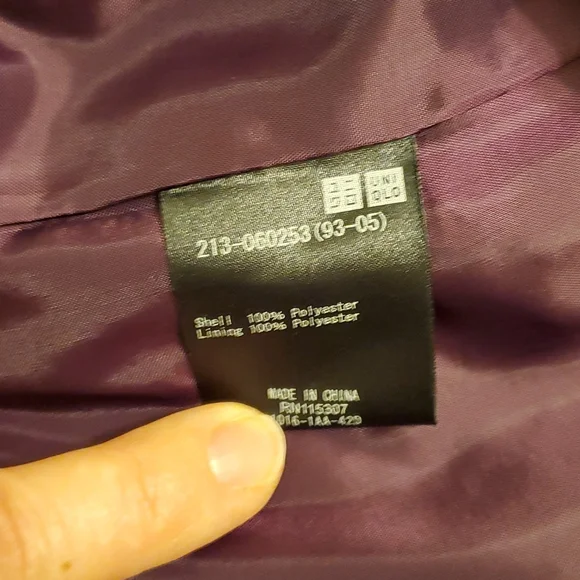 UNI
QLO
213-060253(93-05)
Shell 100% Polyester
Lining 100% Polyester
MADE IN CHINA
RN115307